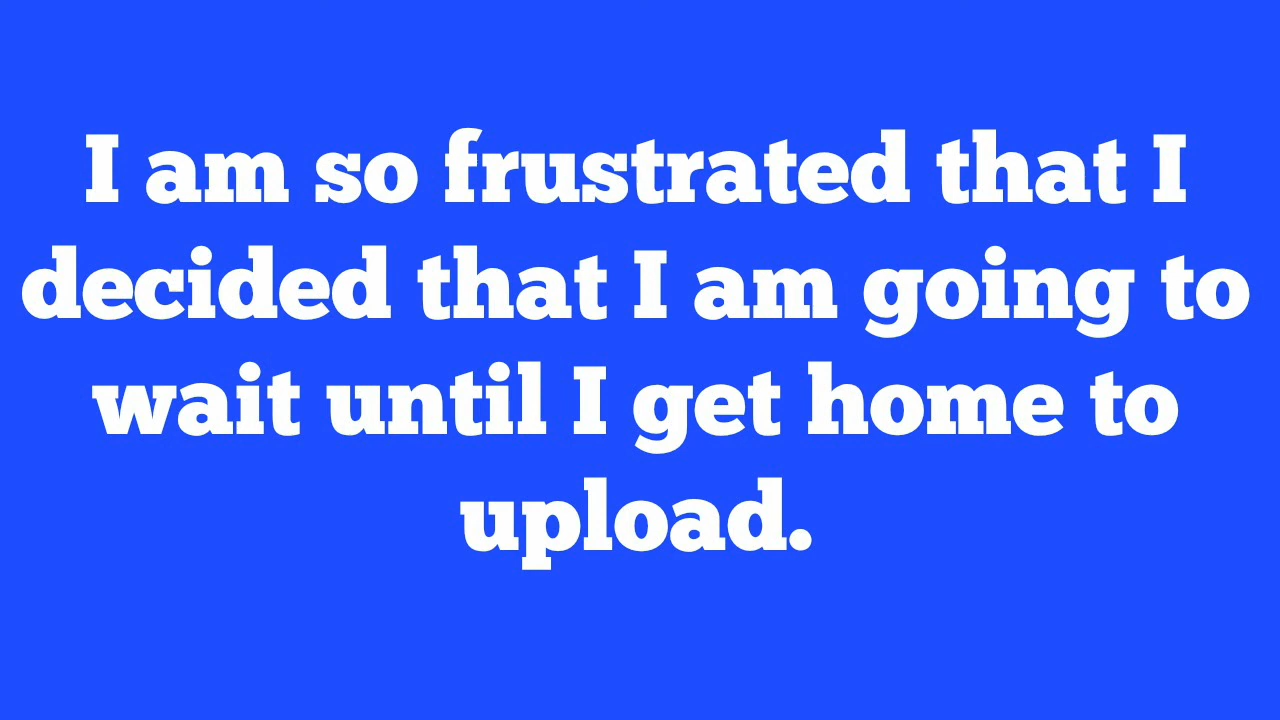 I am so frustrated that I
decided that I am going to
wait until I get home to
upload.